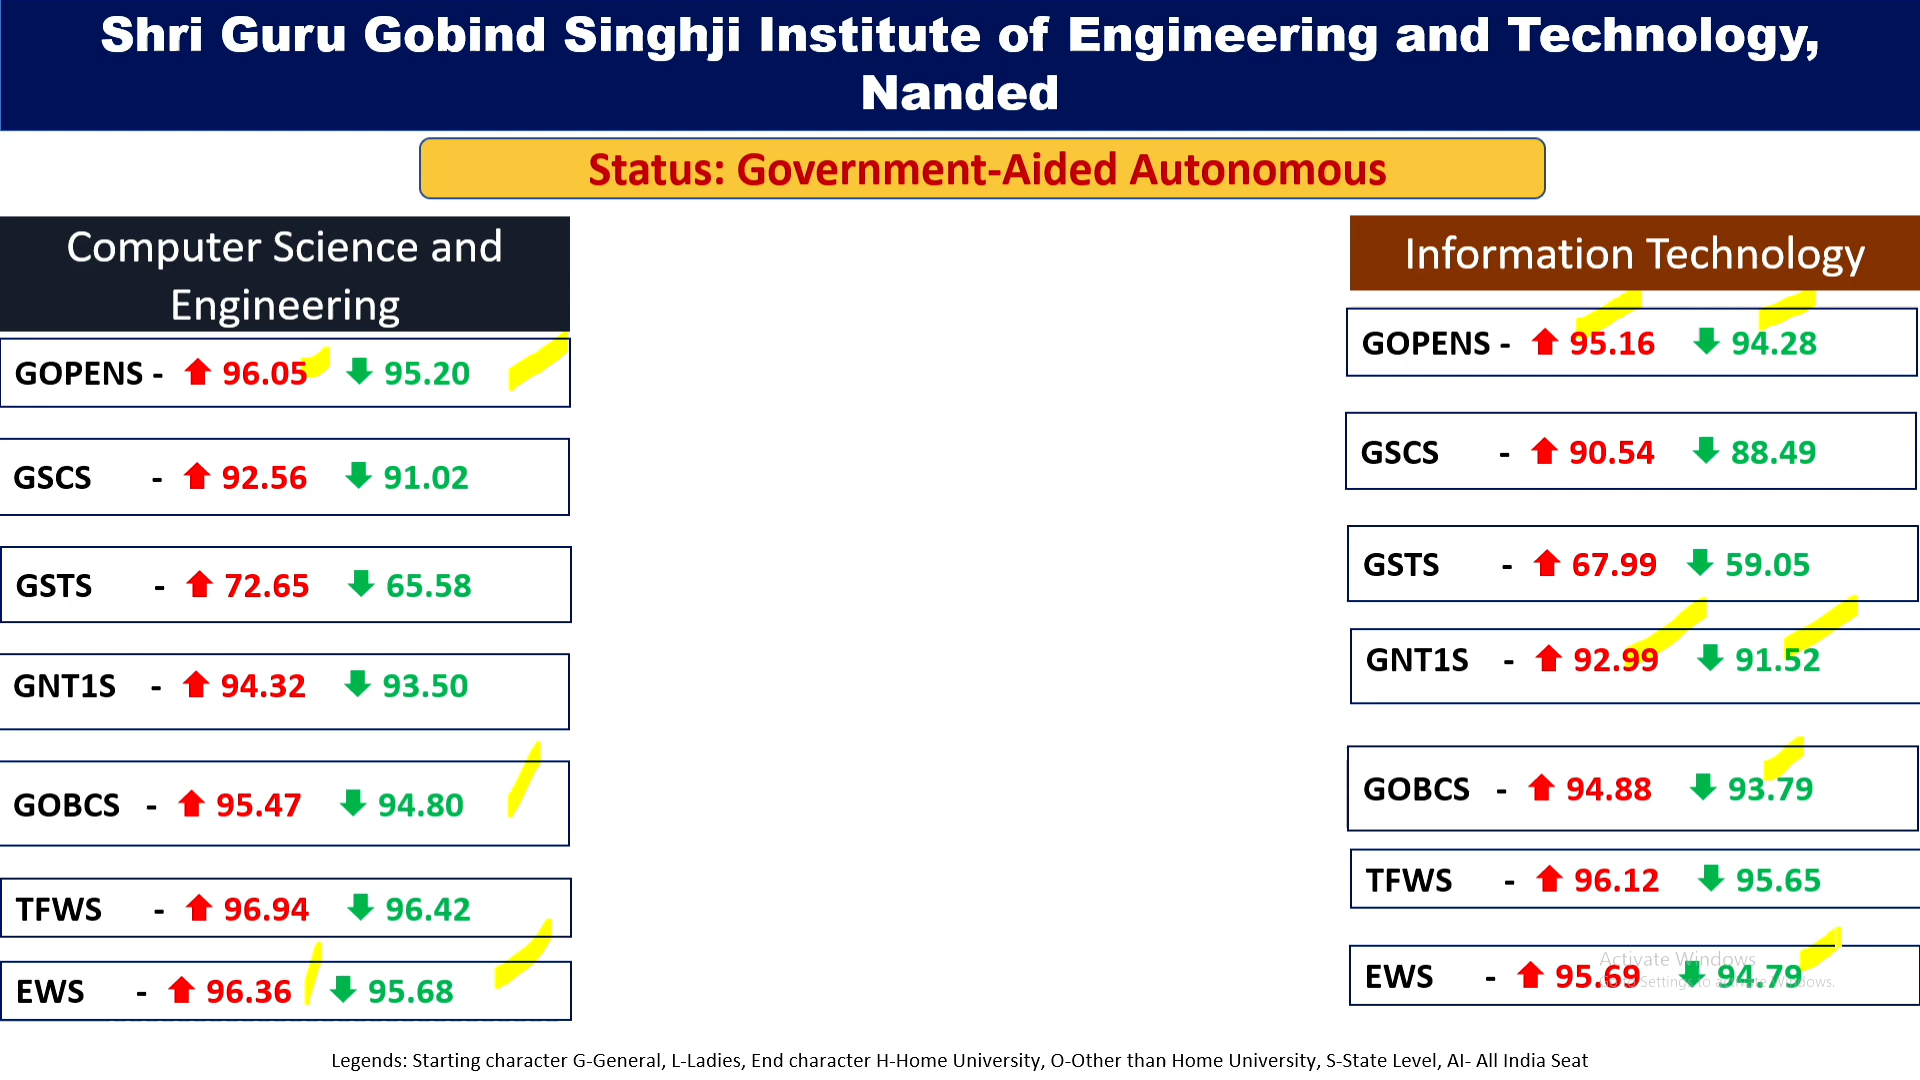 Shri Guru Gobind Singhji Institute of Engineering and Technology,
Nanded
Status: Government-Aided Autonomous
Computer Science and
Engineering
GOPENS - 96.05 95.20
GSCS - 92.56 91.02
GSTS - 72.65 65.58
GNT1S - 94.32 93.50
GOBCS - 95.47 94.80
TFWS - 96.94 96.42
EWS - 96.36 95.68
Information Technology
GOPENS - 95.16 94.28
GSCS - 90.54 88.49
GSTS - 67.99 59.05
GNT1S - 92.99 91.52
GOBCS - 94.88 93.79
TFWS - 96.12 95.65
EWS - 95.69 94.79
Activate Windows
Settings to activate Windows.
Legends: Starting character G-General, L-Ladies, End character H-Home University, O-Other than Home University, S-State Level, AI- All India Seat